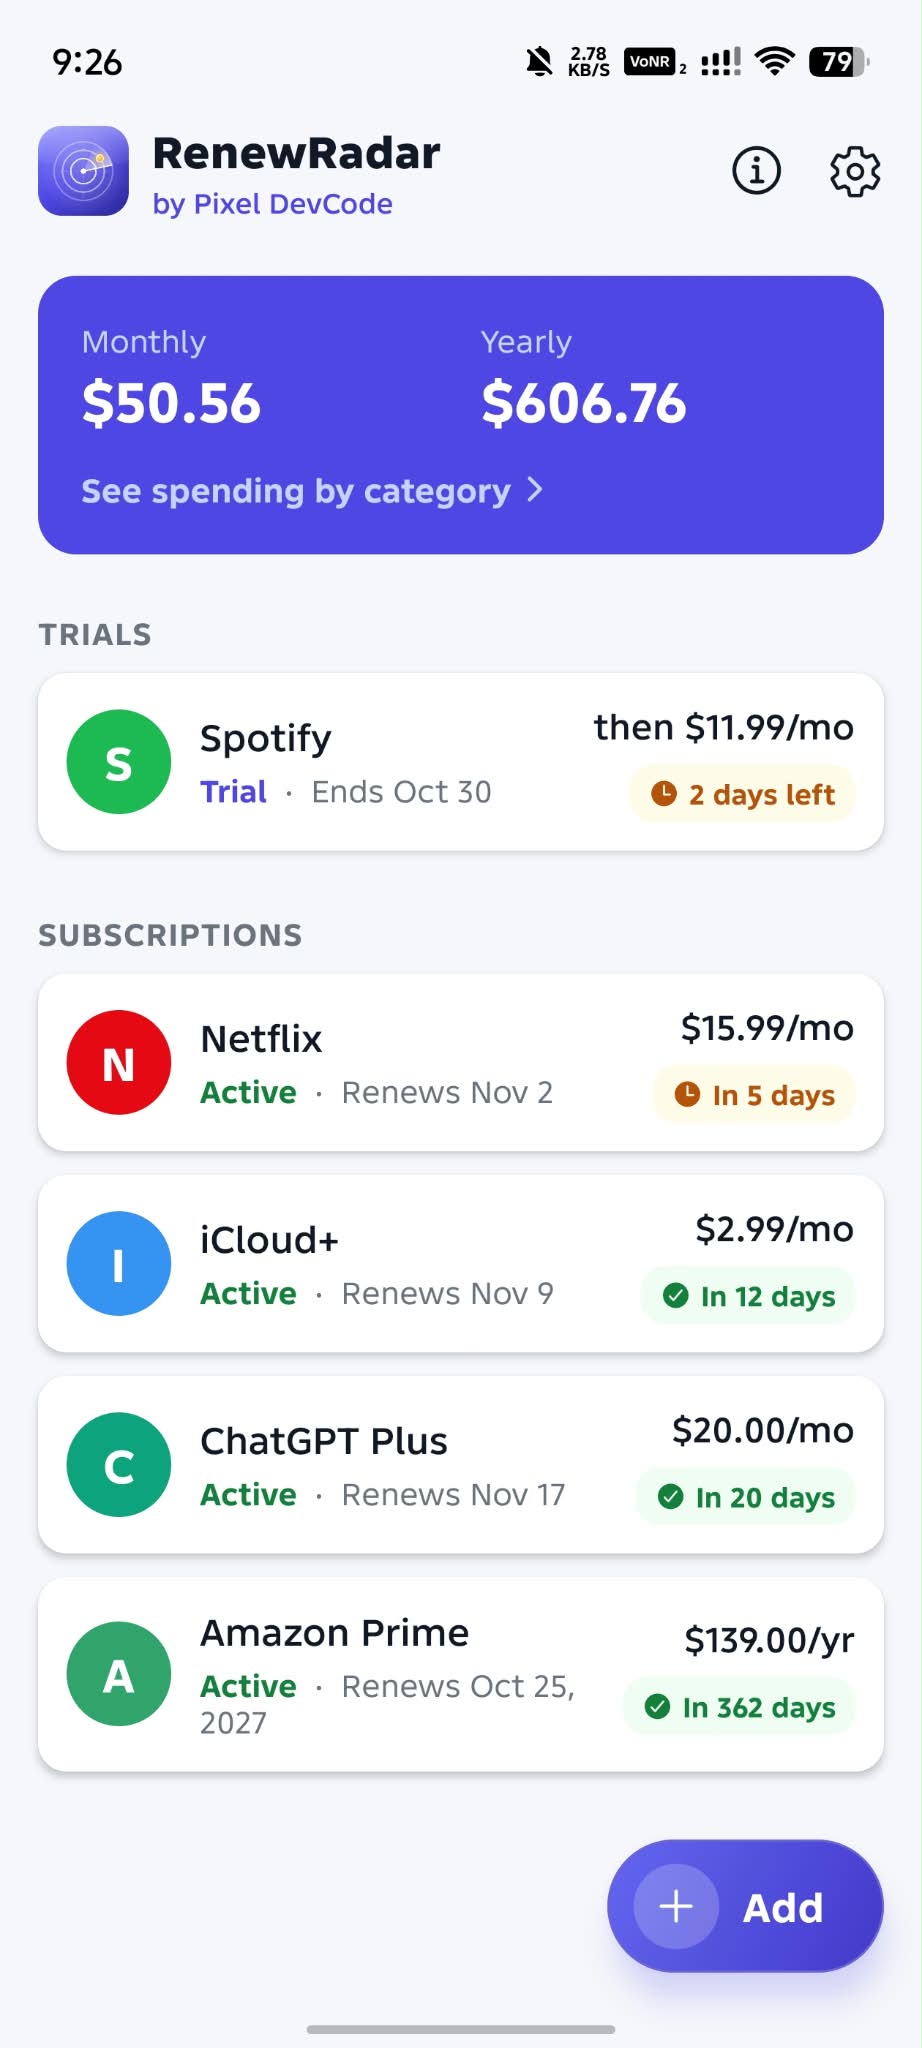 9:26
2.78
KB/S
VoNR 2
79
RenewRadar
by Pixel DevCode
Monthly
Yearly
$50.56
$606.76
See spending by category
TRIALS
S
Spotify
then $11.99/mo
Trial · Ends Oct 30
2 days left
SUBSCRIPTIONS
N
Netflix
$15.99/mo
Active · Renews Nov 2
In 5 days
I
iCloud+
$2.99/mo
Active · Renews Nov 9
In 12 days
C
ChatGPT Plus
$20.00/mo
Active · Renews Nov 17
In 20 days
A
Amazon Prime
$139.00/yr
Active · Renews Oct 25,
2027
In 362 days
+ Add